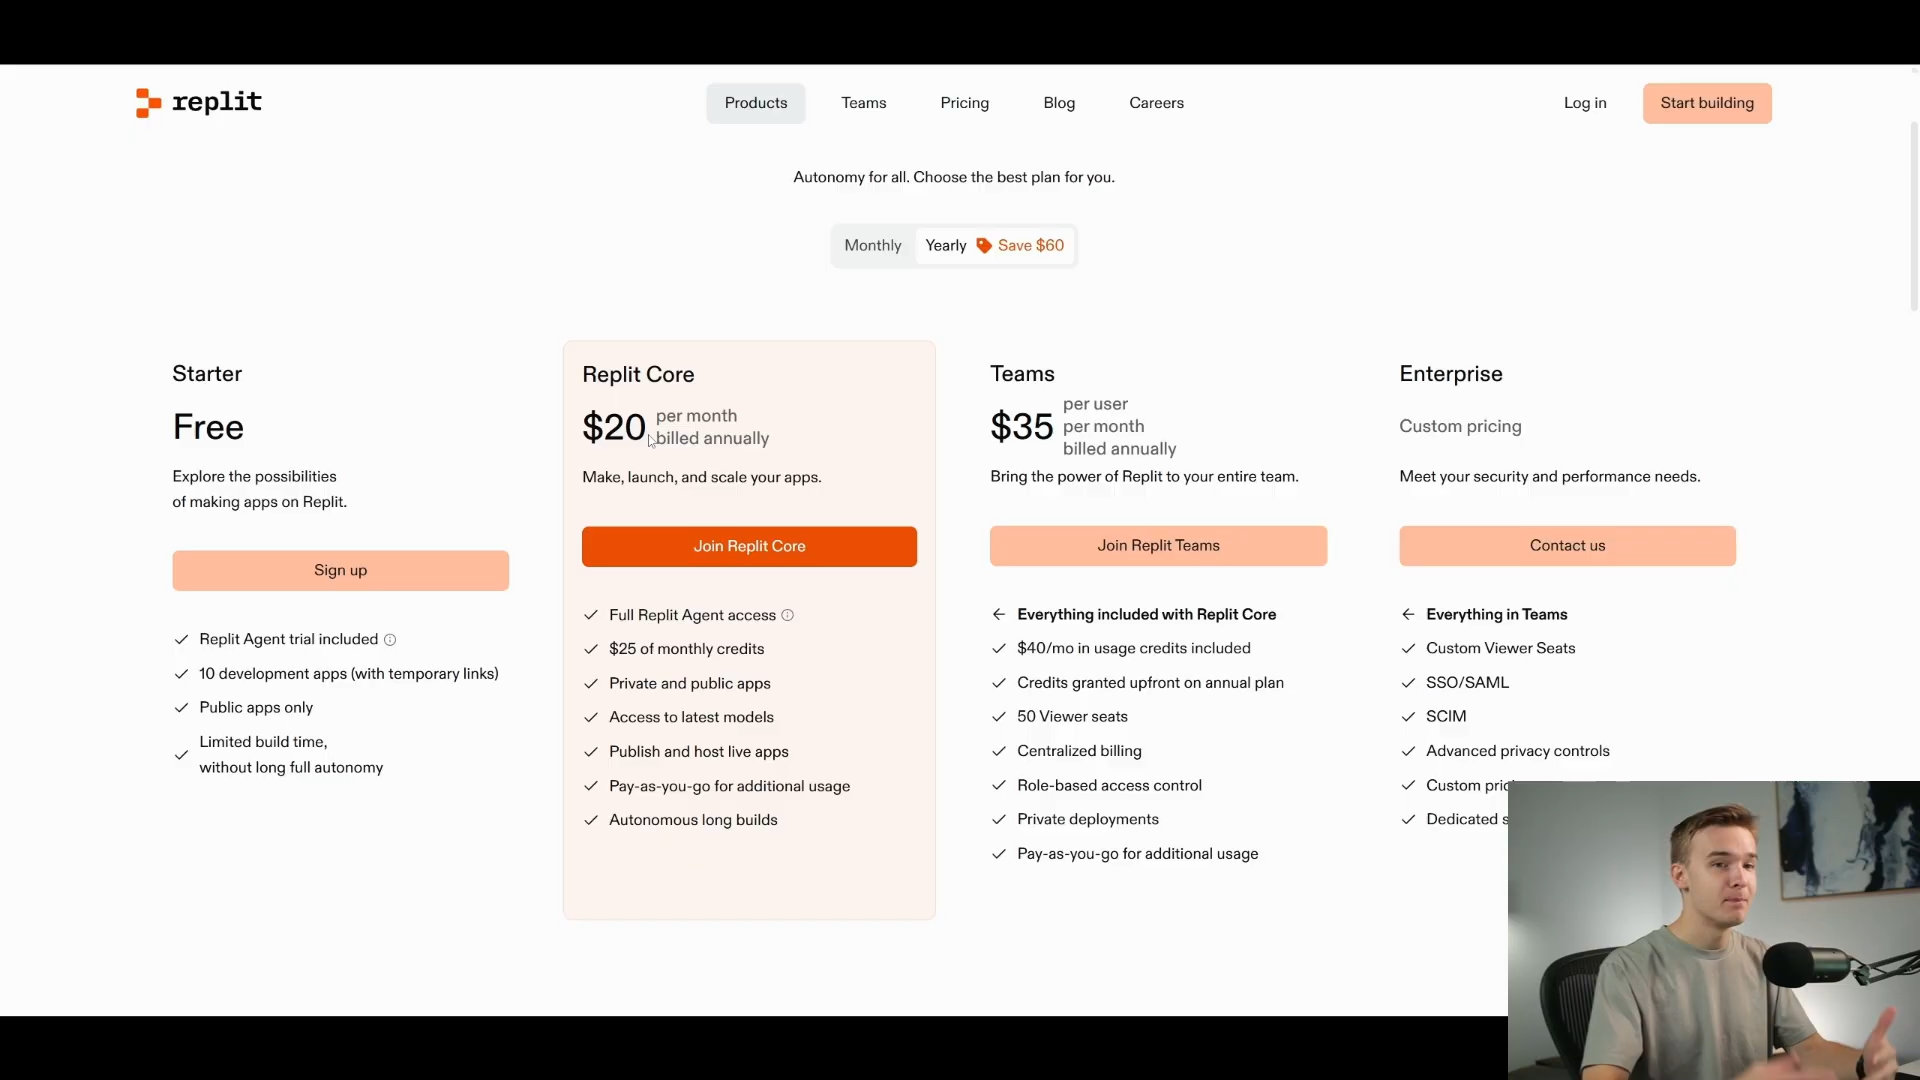 replit
Products
Teams
Pricing
Blog
Careers
Log in
Start building
Autonomy for all. Choose the best plan for you.
Monthly
Yearly
Save $60
Starter
Free
Explore the possibilities
of making apps on Replit.
Sign up
Replit Agent trial included
10 development apps (with temporary links)
Public apps only
Limited build time,
without long full autonomy
Replit Core
$20
per month
billed annually
Make, launch, and scale your apps.
Join Replit Core
Full Replit Agent access
$25 of monthly credits
Private and public apps
Access to latest models
Publish and host live apps
Pay-as-you-go for additional usage
Autonomous long builds
Teams
$35
per user
per month
billed annually
Bring the power of Replit to your entire team.
Join Replit Teams
Everything included with Replit Core
$40/mo in usage credits included
Credits granted upfront on annual plan
50 Viewer seats
Centralized billing
Role-based access control
Private deployments
Pay-as-you-go for additional usage
Enterprise
Custom pricing
Meet your security and performance needs.
Contact us
Everything in Teams
Custom Viewer Seats
SSO/SAML
SCIM
Advanced privacy controls
Custom
Dedicated